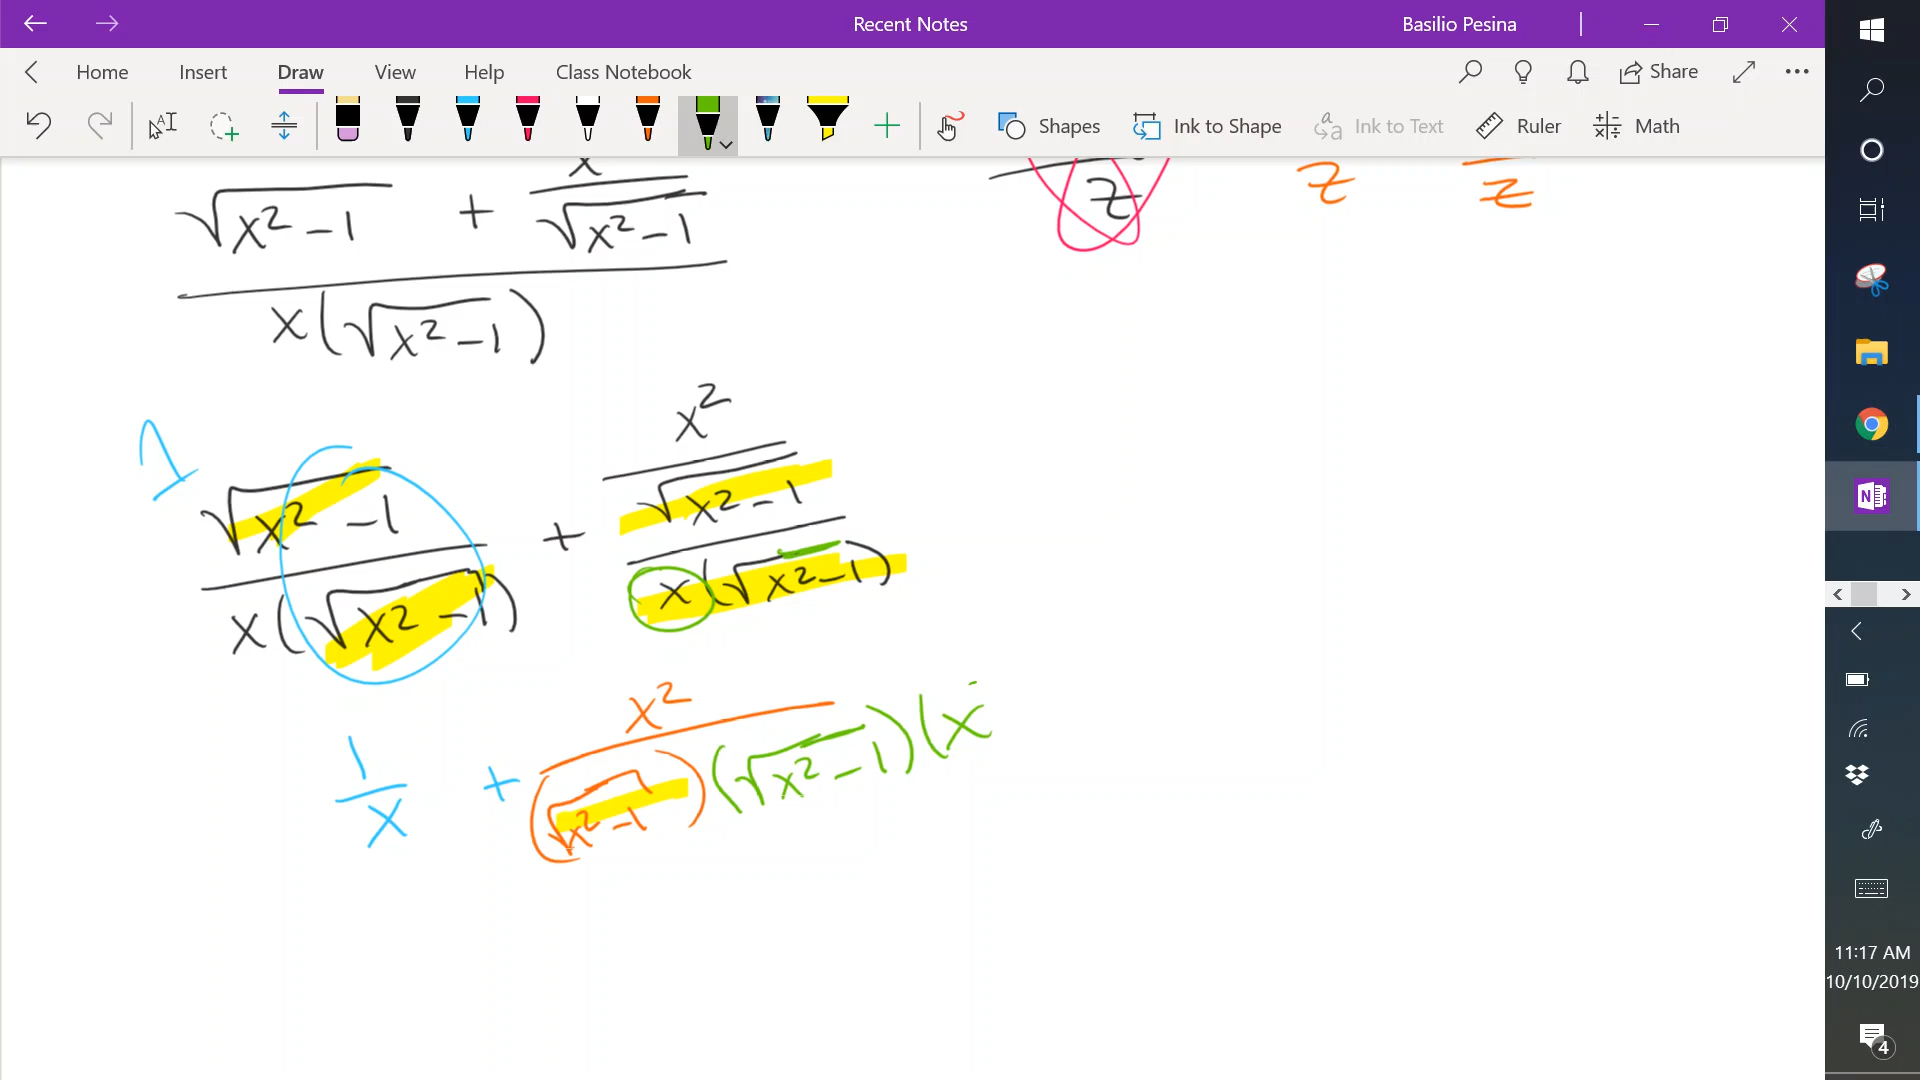 Recent Notes
Basilio Pesina
Home Insert Draw View Help Class Notebook Share
Shapes Ink to Shape Ink to Text Ruler Math
√x²-1 + x/√x²-1
x(√x²-1)
z
z
z
1
√x²-1 / x(√x²-1) + x²/√x²-1 / x(√x²-1)
1/x + x²/(√x²-1)(√x²-1)(x
11:17 AM
10/10/2019
4